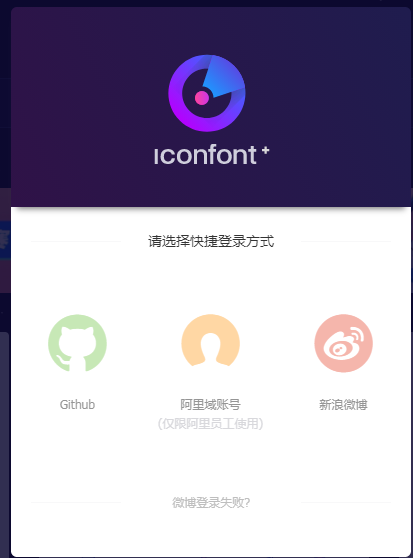 iconfont+
请选择快捷登录方式
Github
阿里域账号
(仅限阿里员工使用)
新浪微博
微博登录失败?